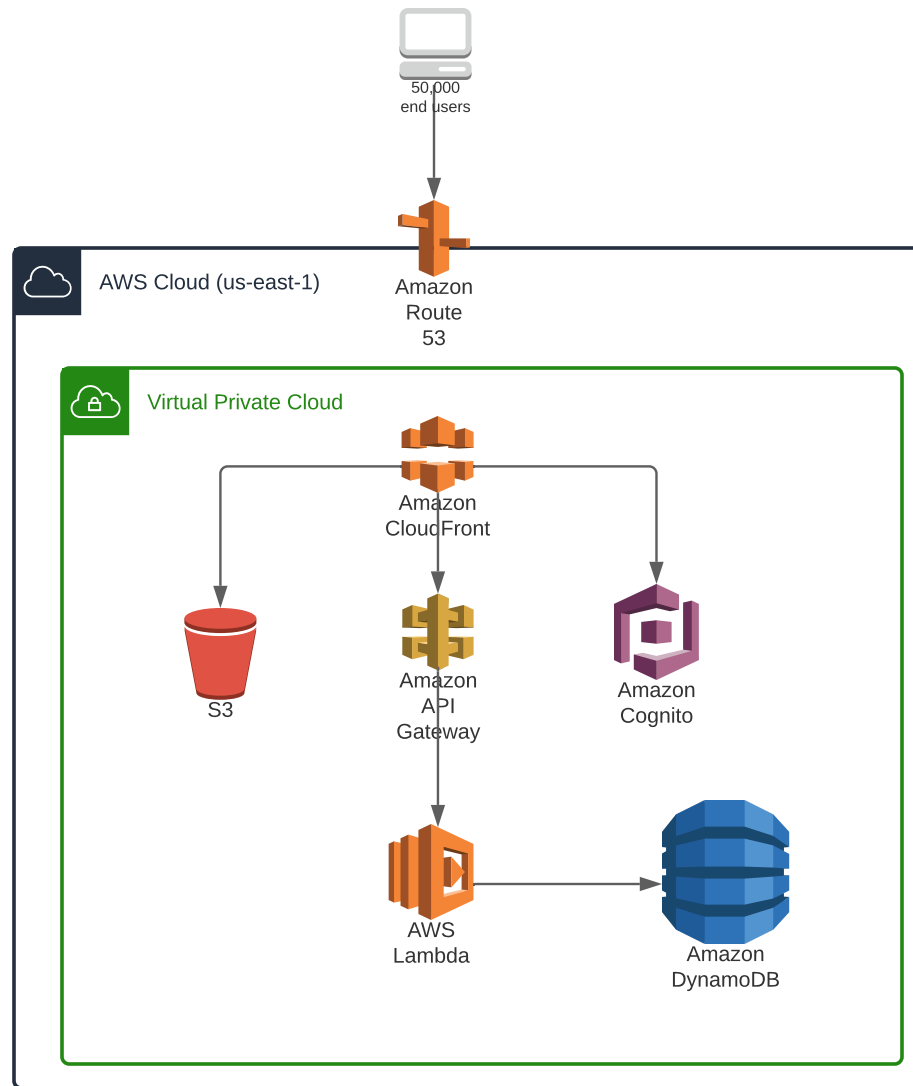 50,000
end users
AWS Cloud (us-east-1)
Amazon
Route
53
Virtual Private Cloud
Amazon
CloudFront
S3
Amazon
API
Gateway
Amazon
Cognito
AWS
Lambda
Amazon
DynamoDB